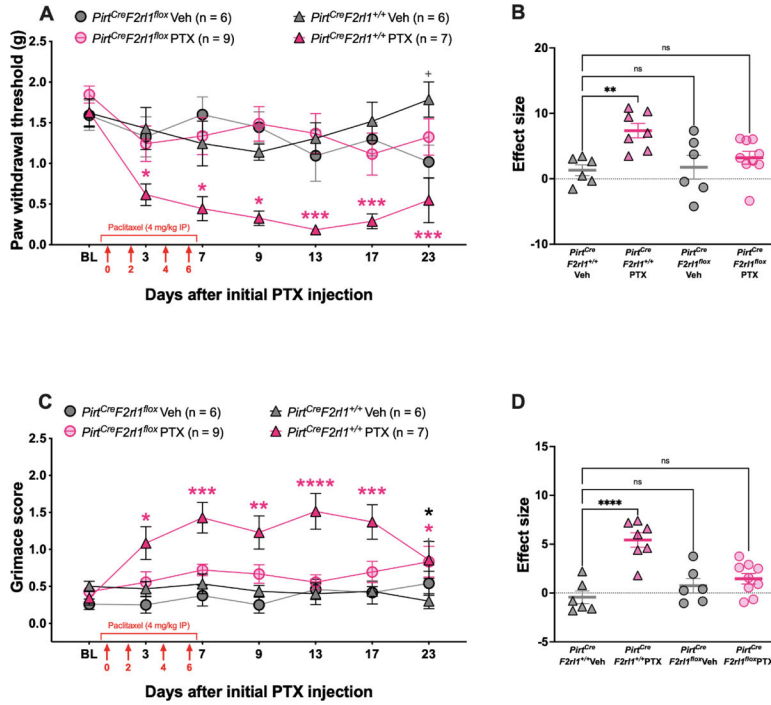 A
PirtCreF2rl1flox Veh (n = 6)
PirtCreF2rl1+/+ Veh (n = 6)
PirtCreF2rl1flox PTX (n = 9)
PirtCreF2rl1+/+ PTX (n = 7)
Paw withdrawal threshold (g)
2.5
2.0
1.5
1.0
0.5
0.0
+
* * * *** *** ***
Paclitaxel (4 mg/kg IP)
BL 3 7 9 13 17 23
0 2 4 6
Days after initial PTX injection
B
Effect size
20
10
0
-10
ns
ns
**
PirtCre PirtCre PirtCre PirtCre
F2rl1+/+ F2rl1+/+ F2rl1flox F2rl1flox
Veh PTX Veh PTX
C
PirtCreF2rl1flox Veh (n = 6)
PirtCreF2rl1+/+ Veh (n = 6)
PirtCreF2rl1flox PTX (n = 9)
PirtCreF2rl1+/+ PTX (n = 7)
Grimace score
2.5
2.0
1.5
1.0
0.5
0.0
* *** ** **** *** * *
Paclitaxel (4 mg/kg IP)
BL 3 7 9 13 17 23
0 2 4 6
Days after initial PTX injection
D
Effect size
15
10
5
0
-5
ns
ns
****
PirtCre PirtCre PirtCre PirtCre
F2rl1+/+Veh F2rl1+/+PTX F2rl1floxVeh F2rl1floxPTX